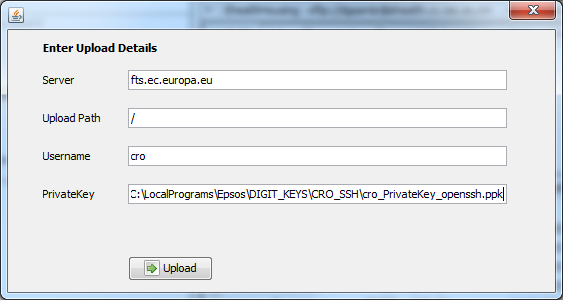 Enter Upload Details
Server fts.ec.europa.eu
Upload Path /
Username cro
PrivateKey C:\LocalPrograms\Epsos\DIGIT_KEYS\CRO_SSH\cro_PrivateKey_openssh.ppk
Upload